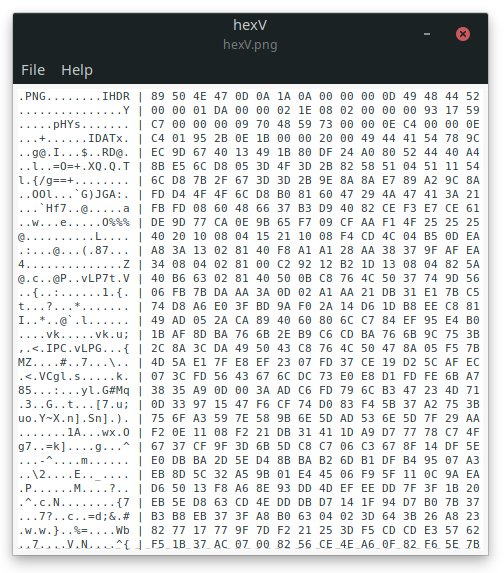 hexV
hexV.png
File Help
.PNG........IHDR | 89 50 4E 47 0D 0A 1A 0A 00 00 00 0D 49 48 44 52
...............Y | 00 00 01 DA 00 00 02 1E 08 02 00 00 00 93 17 59
.....pHYs....... | C7 00 00 00 09 70 48 59 73 00 00 0E C4 00 00 0E
...+.... .IDATx. | C4 01 95 2B 0E 1B 00 00 20 00 49 44 41 54 78 9C
..g@.I...$..RD@. | EC 9D 67 40 13 49 1B 80 DF 24 A0 80 52 44 40 A4
..l..=O=+.XQ.Q.T | 8B E5 6C D8 05 3D 4F 3D 2B 82 58 51 04 51 11 54
l.{/g==+........ | 6C D8 7B 2F 67 3D 3D 2B 9E 8A 8A E7 89 A2 9C 8A
..OOl...`G)JGA:. | FD D4 4F 4F 6C D8 B0 81 60 47 29 4A 47 41 3A 21
...`Hf7..@.....a | FB FD 08 60 48 66 37 B3 D9 40 82 CE F3 E7 CE 61
..w...e.....O%%% | DE 9D 77 CA 0E 9B 65 F7 09 CF AA F1 4F 25 25 25
@..........L.... | 40 20 10 08 04 15 21 10 08 F4 CD 4C 04 B5 0D EA
.:...@...(.87... | A8 3A 13 02 81 40 F8 A1 A1 28 AA 38 37 9F AF EA
4..............Z | 34 08 04 02 81 00 C2 92 12 B2 1D 13 08 04 82 5A
@.c..@P..vLP7t.V | 40 B6 63 02 81 40 50 0B C8 76 4C 50 37 74 9D 56
..{..:......1.{. | 06 FB 7B DA AA 3A 0D 02 A1 AA 21 DB 31 E1 7B C5
t...?...*....... | 74 D8 A6 E0 3F BD 9A F0 2A 14 D6 1D B8 EE C8 81
I..*..@`.l...... | 49 AD 05 2A CA 89 40 60 80 6C C7 84 EF 95 E4 B0
....vk.....vk.u; | 1B AF 8D BA 76 6B 2E B9 C6 CD BA 76 6B 9C 75 3B
,.<.IPC.vLPG...{ | 2C 8A 3C DA 49 50 43 C8 76 4C 50 47 8A 05 F5 7B
MZ....#..7...\.. | 4D 5A E1 7F E8 EF 23 07 FD 37 CE 19 D2 5C AF EC
.<.VCgl.s.....k. | 07 3C FD 56 43 67 6C DC 73 E0 E8 D1 FD FE 6B A7
85...:...yl.G#Mq | 38 35 A9 0D 00 3A AD C6 FD 79 6C B3 47 23 4D 71
.3..G..t...[7.u; | 0D 33 97 15 47 F6 CF 74 D0 83 F4 5B 37 A2 75 3B
uo.Y~X.n].Sn].). | 75 6F A3 59 7E 58 9B 6E 5D AD 53 6E 5D 7F 29 AA
.......1A...wx.O | F2 0E 11 08 F2 21 DB 31 41 1D A9 D7 77 78 C7 4F
g7..=k]....g...^ | 67 37 CF 9F 3D 6B 5D C8 C7 06 C3 67 8F 14 DF 5E
...-^....m...... | E0 DB BA 2D 5E D4 8B BA B2 6D B1 DF B4 95 07 A3
..\2....E.._.... | EB 8D 5C 32 A5 9B 01 E4 45 06 F9 5F 11 0C 9A EA
.P......M....?.. | D6 50 13 F8 A6 8E 93 DD 4D EF EE DD 7F 3F 1B 20
.^.c.N........{7 | EB 5E D8 63 CD 4E DD DB D7 14 1F 94 D7 B0 7B 37
...7?..c..=d;&.# | B3 B8 EB 37 3F A8 B0 63 04 02 3D 64 3B 26 A8 23
.w.w.}..%=....Wb | 82 77 17 77 9F 7D F2 21 25 3D F5 CD CD E3 57 62
..7....V.N....^{ | F5 1B 37 AC 07 00 82 56 CE 4E A6 0F 82 F6 5E 7B